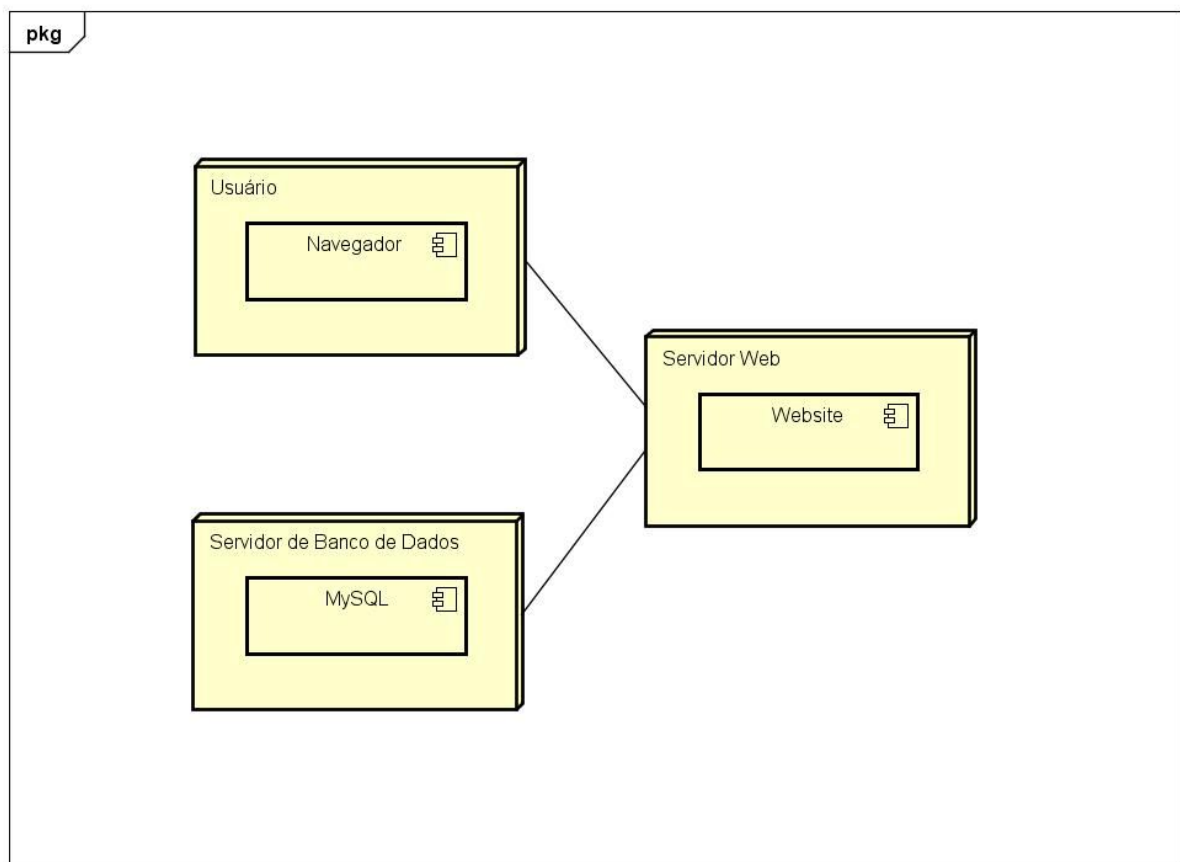 pkg
Usuário
Navegador
Servidor Web
Website
Servidor de Banco de Dados
MySQL